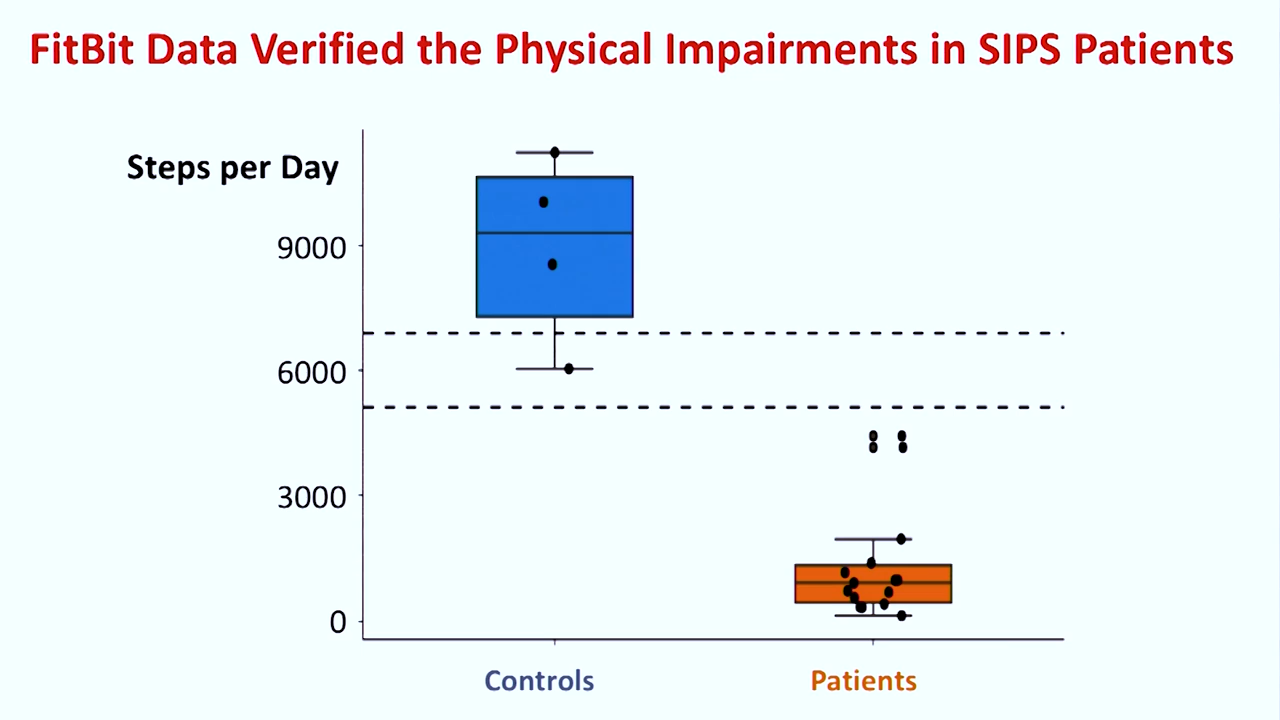 FitBit Data Verified the Physical Impairments in SIPS Patients
Steps per Day
9000
6000
3000
0
Controls
Patients